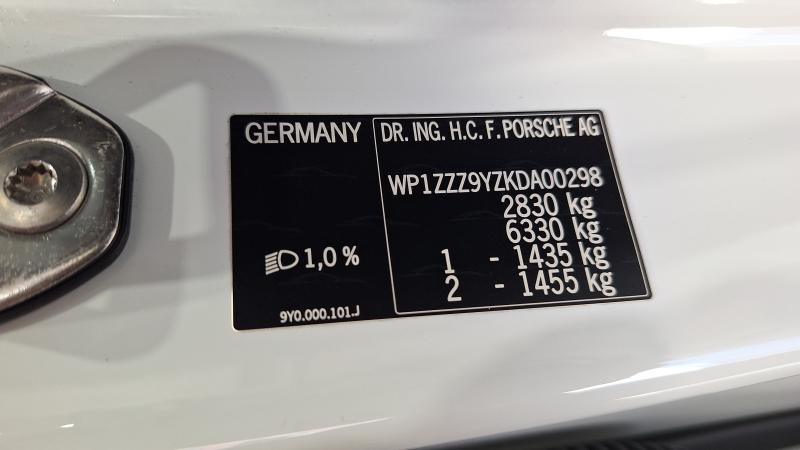 GERMANY
DR. ING. H.C. F. PORSCHE AG
WP1ZZZ9YZKDA00298
2830 kg
6330 kg
1 - 1435 kg
2 - 1455 kg
1,0 %
9Y0.000.101.J